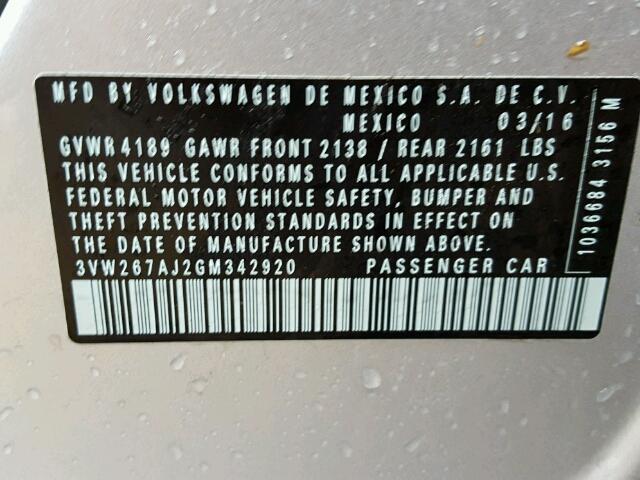 MFD BY VOLKSWAGEN DE MEXICO S.A. DE C.V.
MEXICO 03/16
GVWR 4189 GAWR FRONT 2138 / REAR 2161 LBS
THIS VEHICLE CONFORMS TO ALL APPLICABLE U.S.
FEDERAL MOTOR VEHICLE SAFETY, BUMPER AND
THEFT PREVENTION STANDARDS IN EFFECT ON
THE DATE OF MANUFACTURE SHOWN ABOVE.
3VW267AJ2GM342920 PASSENGER CAR
1036684 3156 M